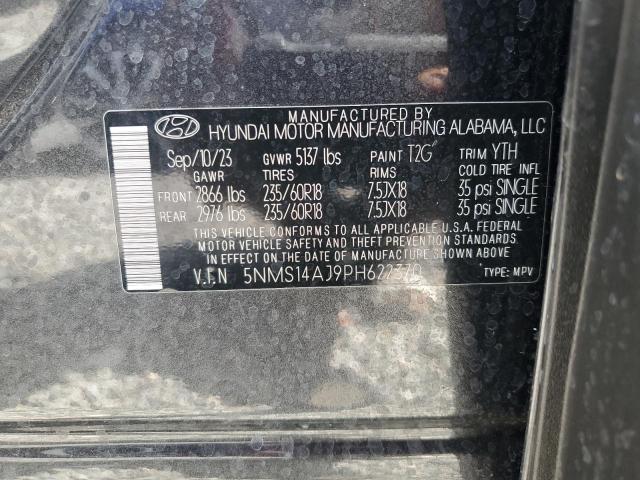 MANUFACTURED BY
HYUNDAI MOTOR MANUFACTURING ALABAMA, LLC
Sep/10/23 GVWR 5137 lbs PAINT T2G TRIM YTH
GAWR TIRES RIMS COLD TIRE INFL
FRONT 2866 lbs 235/60R18 7.5JX18 35 psi SINGLE
REAR 2976 lbs 235/60R18 7.5JX18 35 psi SINGLE
THIS VEHICLE CONFORMS TO ALL APPLICABLE U.S.A. FEDERAL
MOTOR VEHICLE SAFETY AND THEFT PREVENTION STANDARDS
IN EFFECT ON THE DATE OF MANUFACTURE SHOWN ABOVE
V.I.N 5NMS14AJ9PH622370 TYPE: MPV